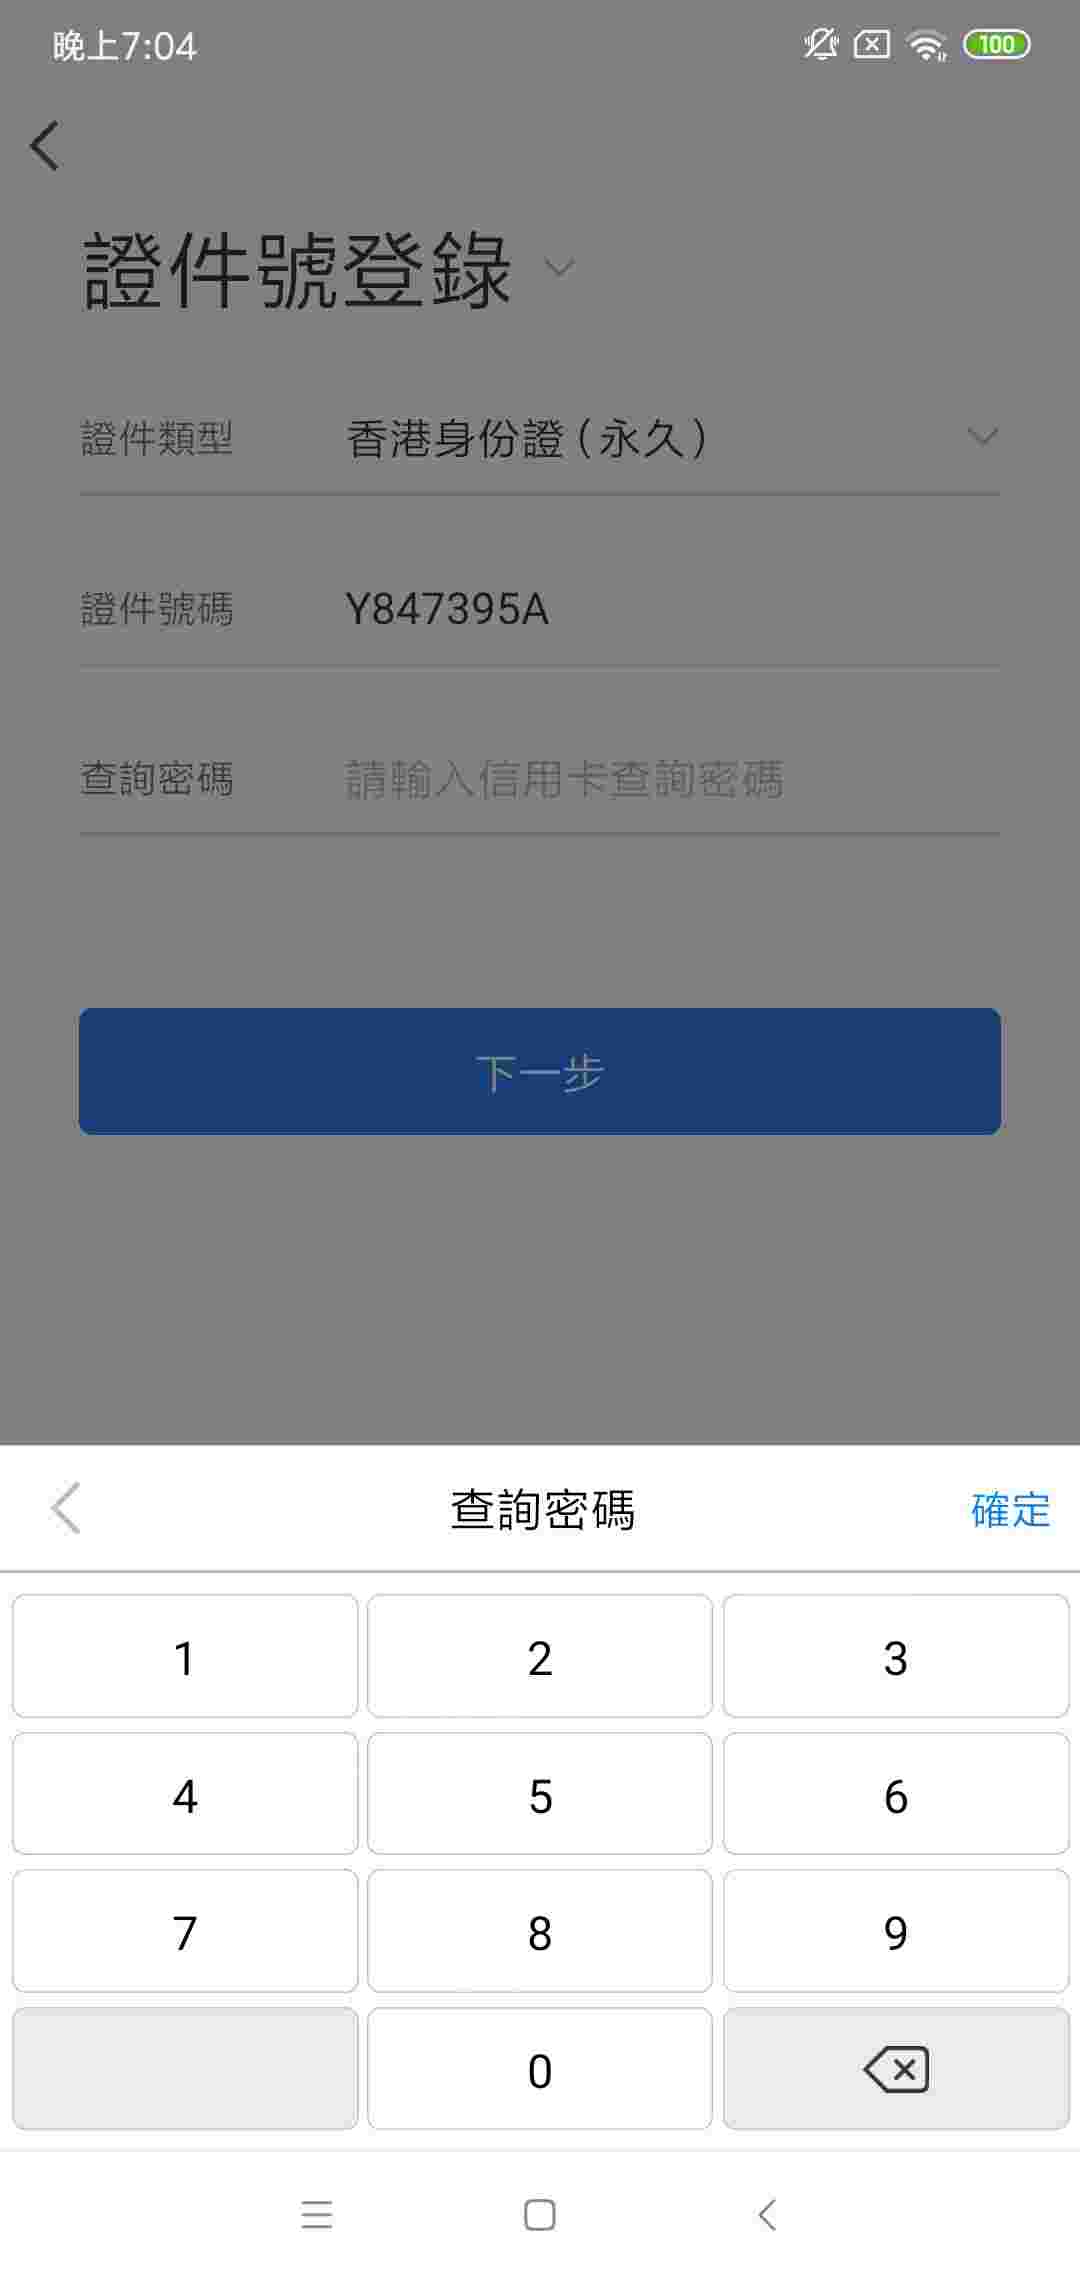 晚上7:04
100
證件號登錄
證件類型 香港身份證(永久)
證件號碼 Y847395A
查詢密碼 請輸入信用卡查詢密碼
下一步
查詢密碼 確定
1 2 3
4 5 6
7 8 9
0